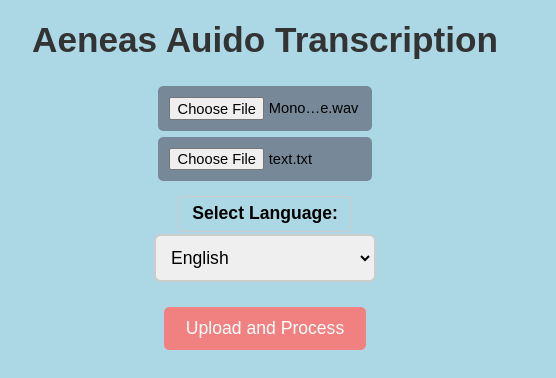 Aeneas Auido Transcription
Choose File Mono…e.wav
Choose File text.txt
Select Language:
English
Upload and Process